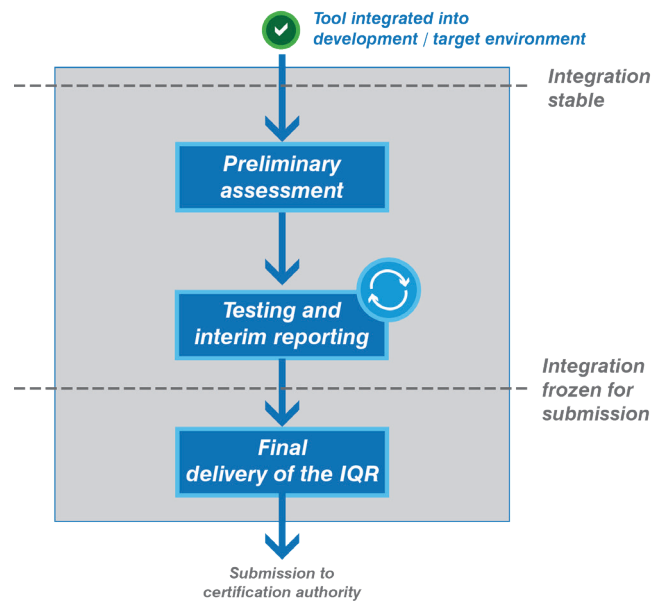 Tool integrated into
development / target environment
Integration
stable
Preliminary
assessment
Testing and
interim reporting
Integration
frozen for
submission
Final
delivery of the IQR
Submission to
certification authority